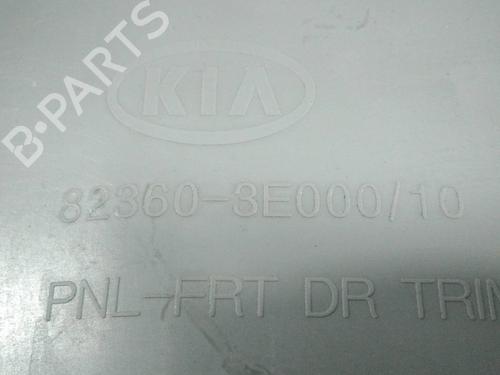 B-PARTS
KIA
82360-3E000/10
PNL-FRT DR TRIM